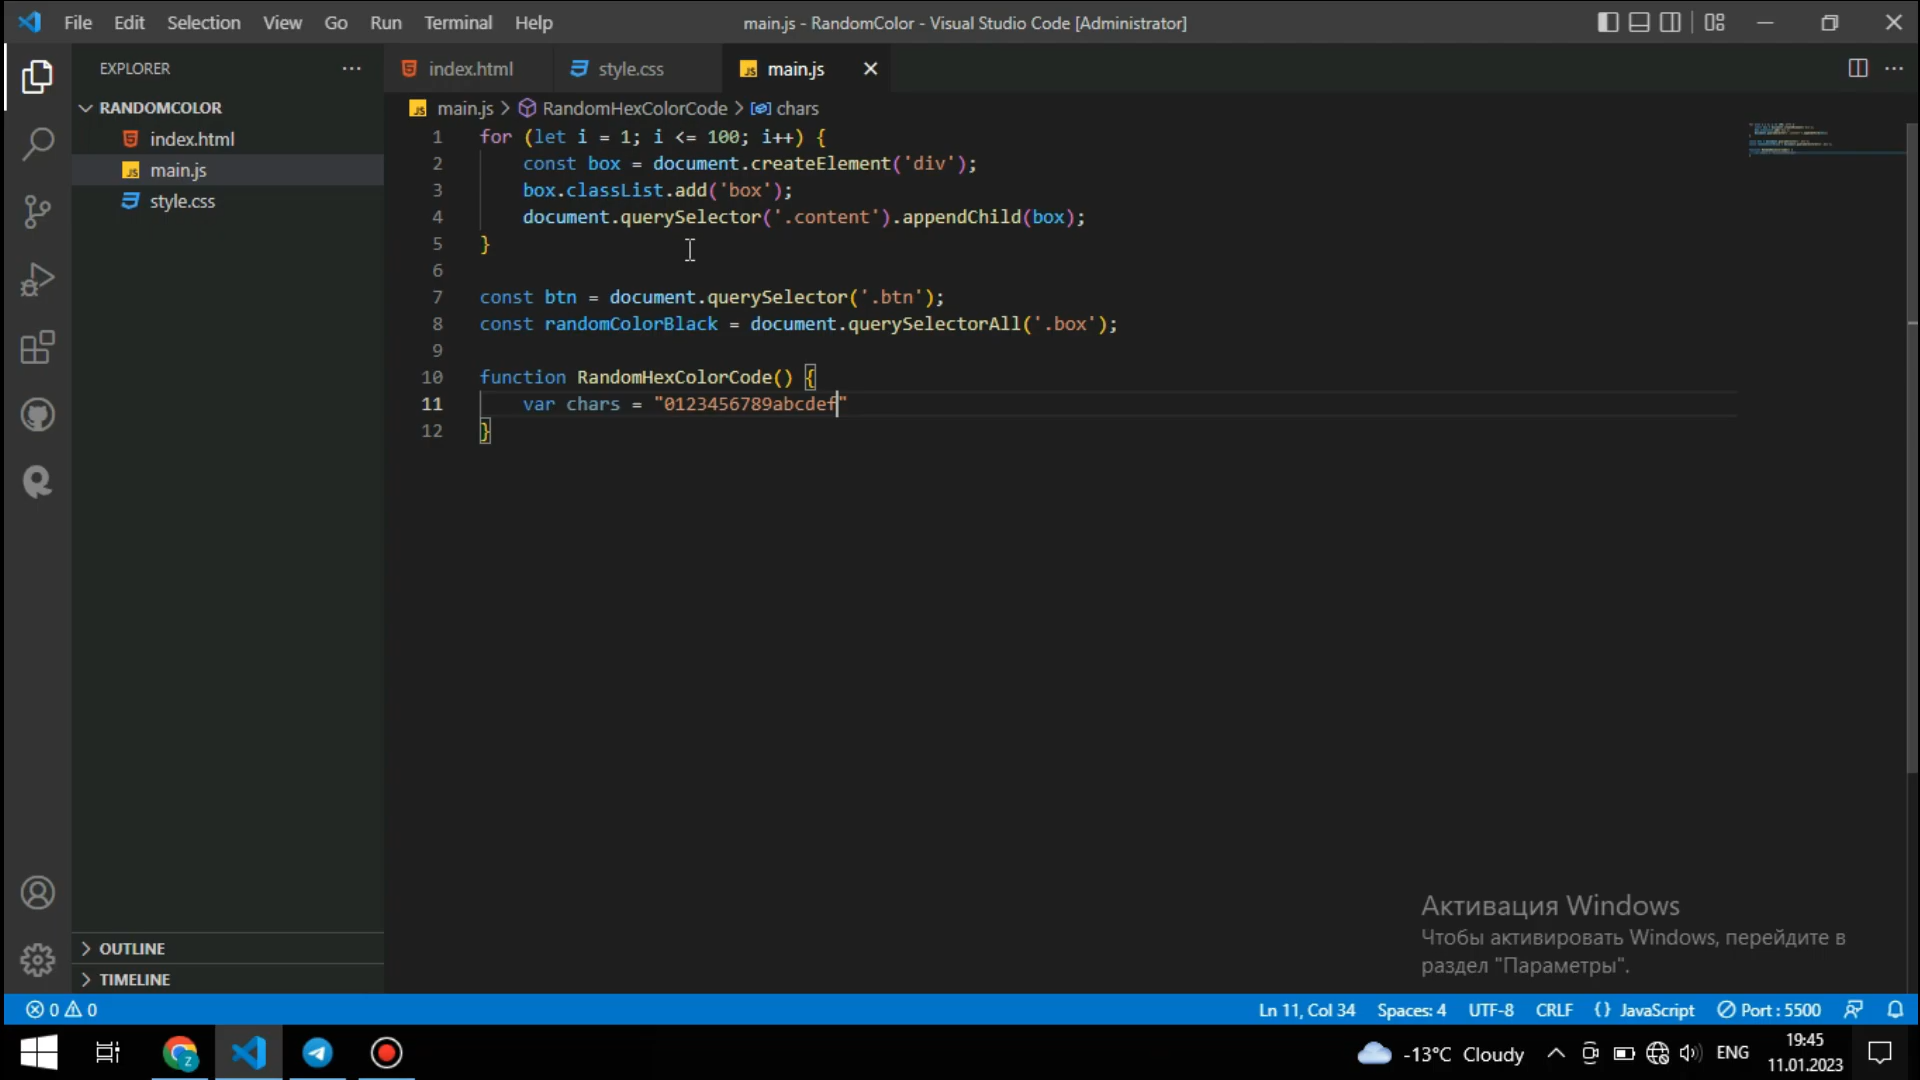 File Edit Selection View Go Run Terminal Help
main.js - RandomColor - Visual Studio Code [Administrator]
EXPLORER
index.html
style.css
main.js
RANDOMCOLOR
index.html
main.js
style.css
main.js > RandomHexColorCode > chars
1 for (let i = 1; i <= 100; i++) {
2 const box = document.createElement('div');
3 box.classList.add('box');
4 document.querySelector('.content').appendChild(box);
5 }
6
7 const btn = document.querySelector('.btn');
8 const randomColorBlack = document.querySelectorAll('.box');
9
10 function RandomHexColorCode() {
11 var chars = "0123456789abcdef"
12 }
OUTLINE
TIMELINE
Активация Windows
Чтобы активировать Windows, перейдите в
раздел "Параметры".
0 0
Ln 11, Col 34 Spaces: 4 UTF-8 CRLF {} JavaScript Port : 5500
-13°C Cloudy
ENG
19:45
11.01.2023